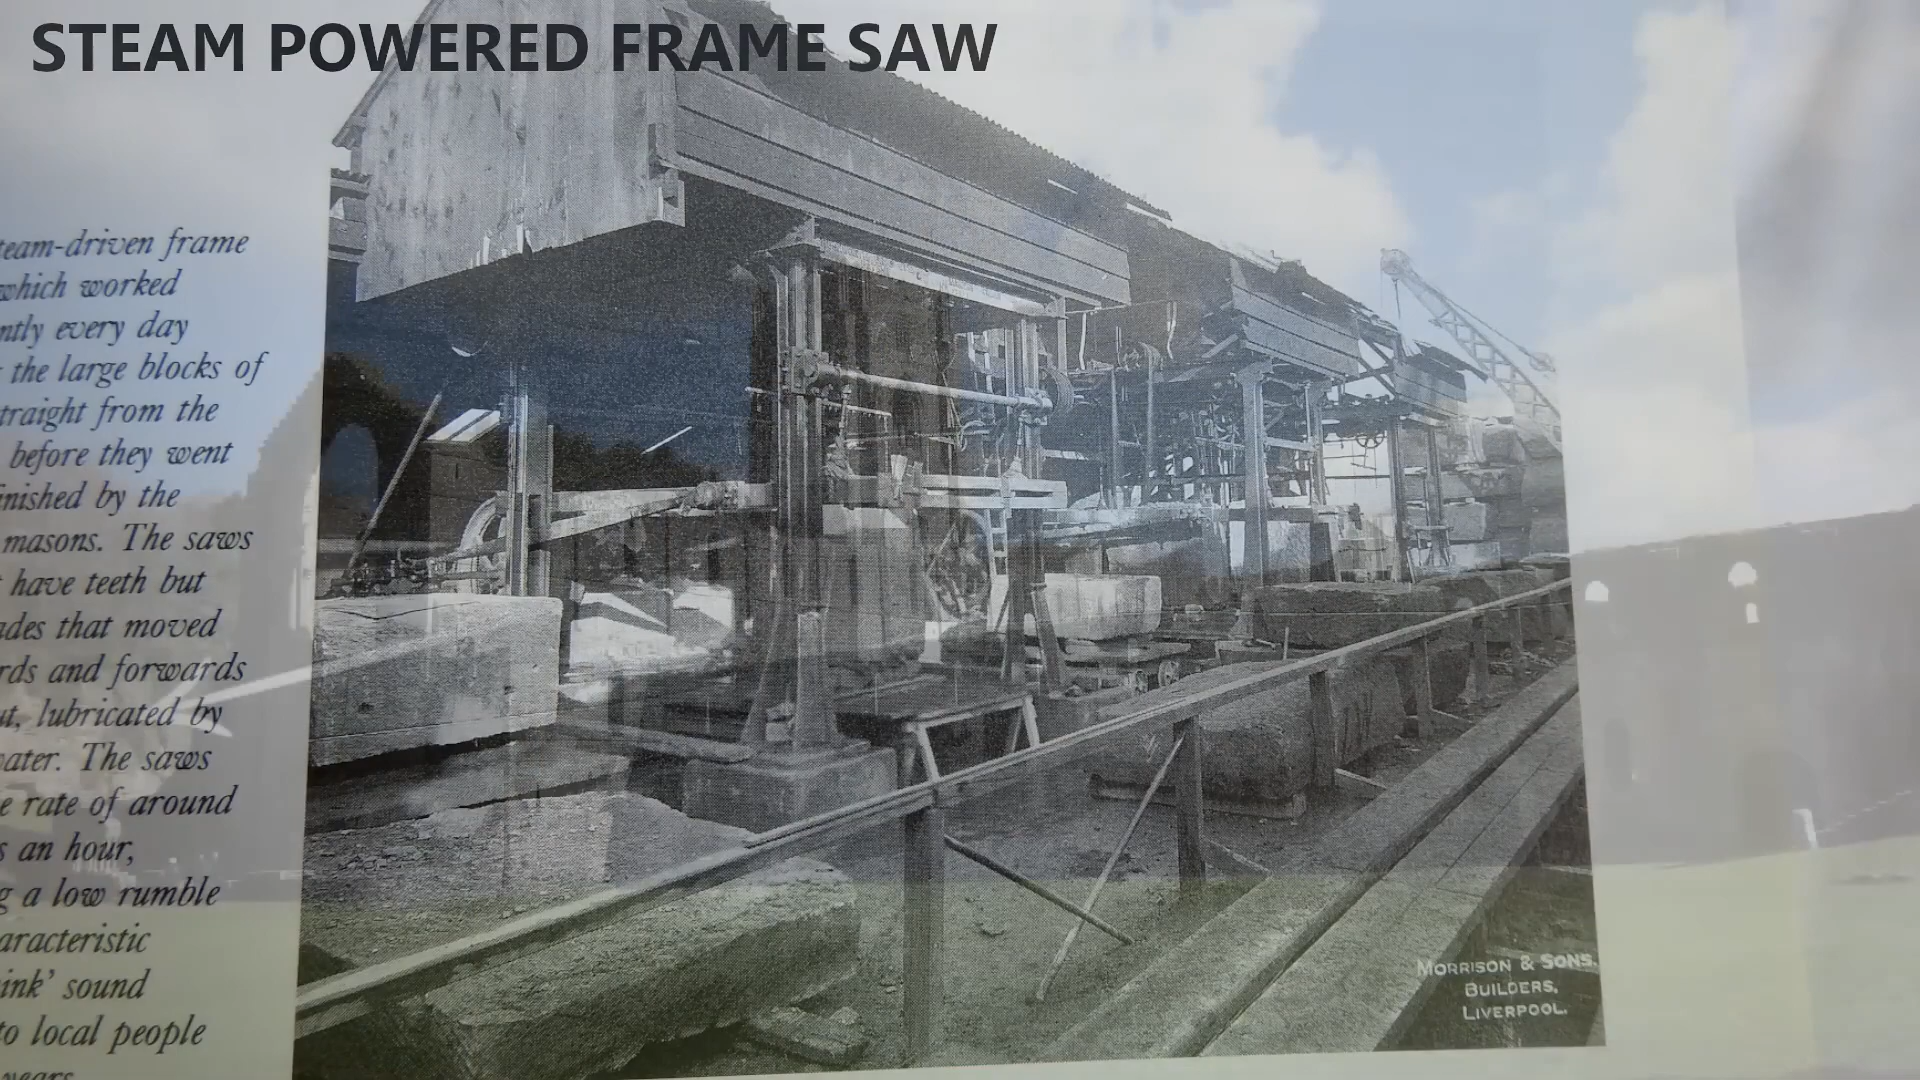 STEAM POWERED FRAME SAW
team-driven frame
which worked
ntly every day
the large blocks of
traight from the
before they went
inished by the
masons. The saws
have teeth but
ades that moved
rds and forwards
ut, lubricated by
water. The saws
e rate of around
s an hour,
g a low rumble
aracteristic
ink' sound
to local people
years
MORRISON & SONS.
BUILDERS,
LIVERPOOL.